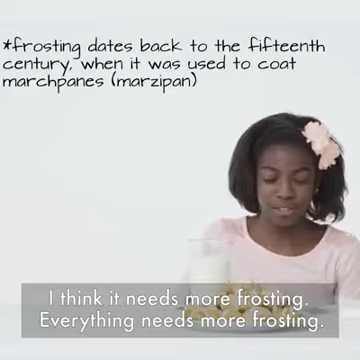 *frosting dates back to the fifteenth
century, when it was used to coat
marchpanes (marzipan)
I think it needs more frosting.
Everything needs more frosting.